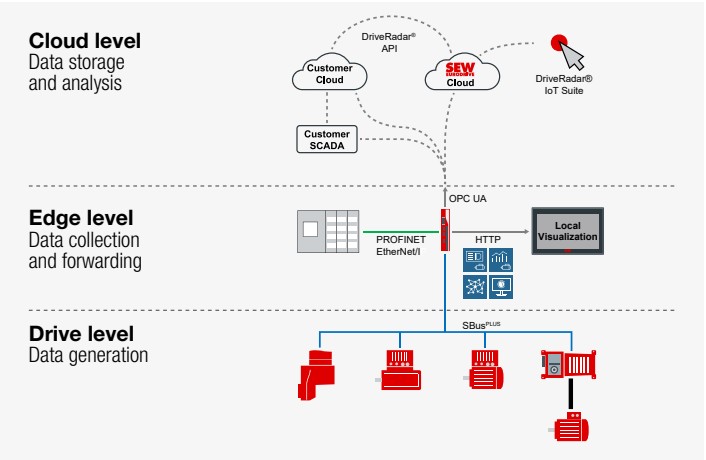 Cloud level
Data storage
and analysis
DriveRadar®
API
Customer
Cloud
SEW
EURODRIVE
Cloud
DriveRadar®
IoT Suite
Customer
SCADA
OPC UA
Edge level
Data collection
and forwarding
PROFINET
EtherNet/I
HTTP
Local
Visualization
SBusPLUS
Drive level
Data generation